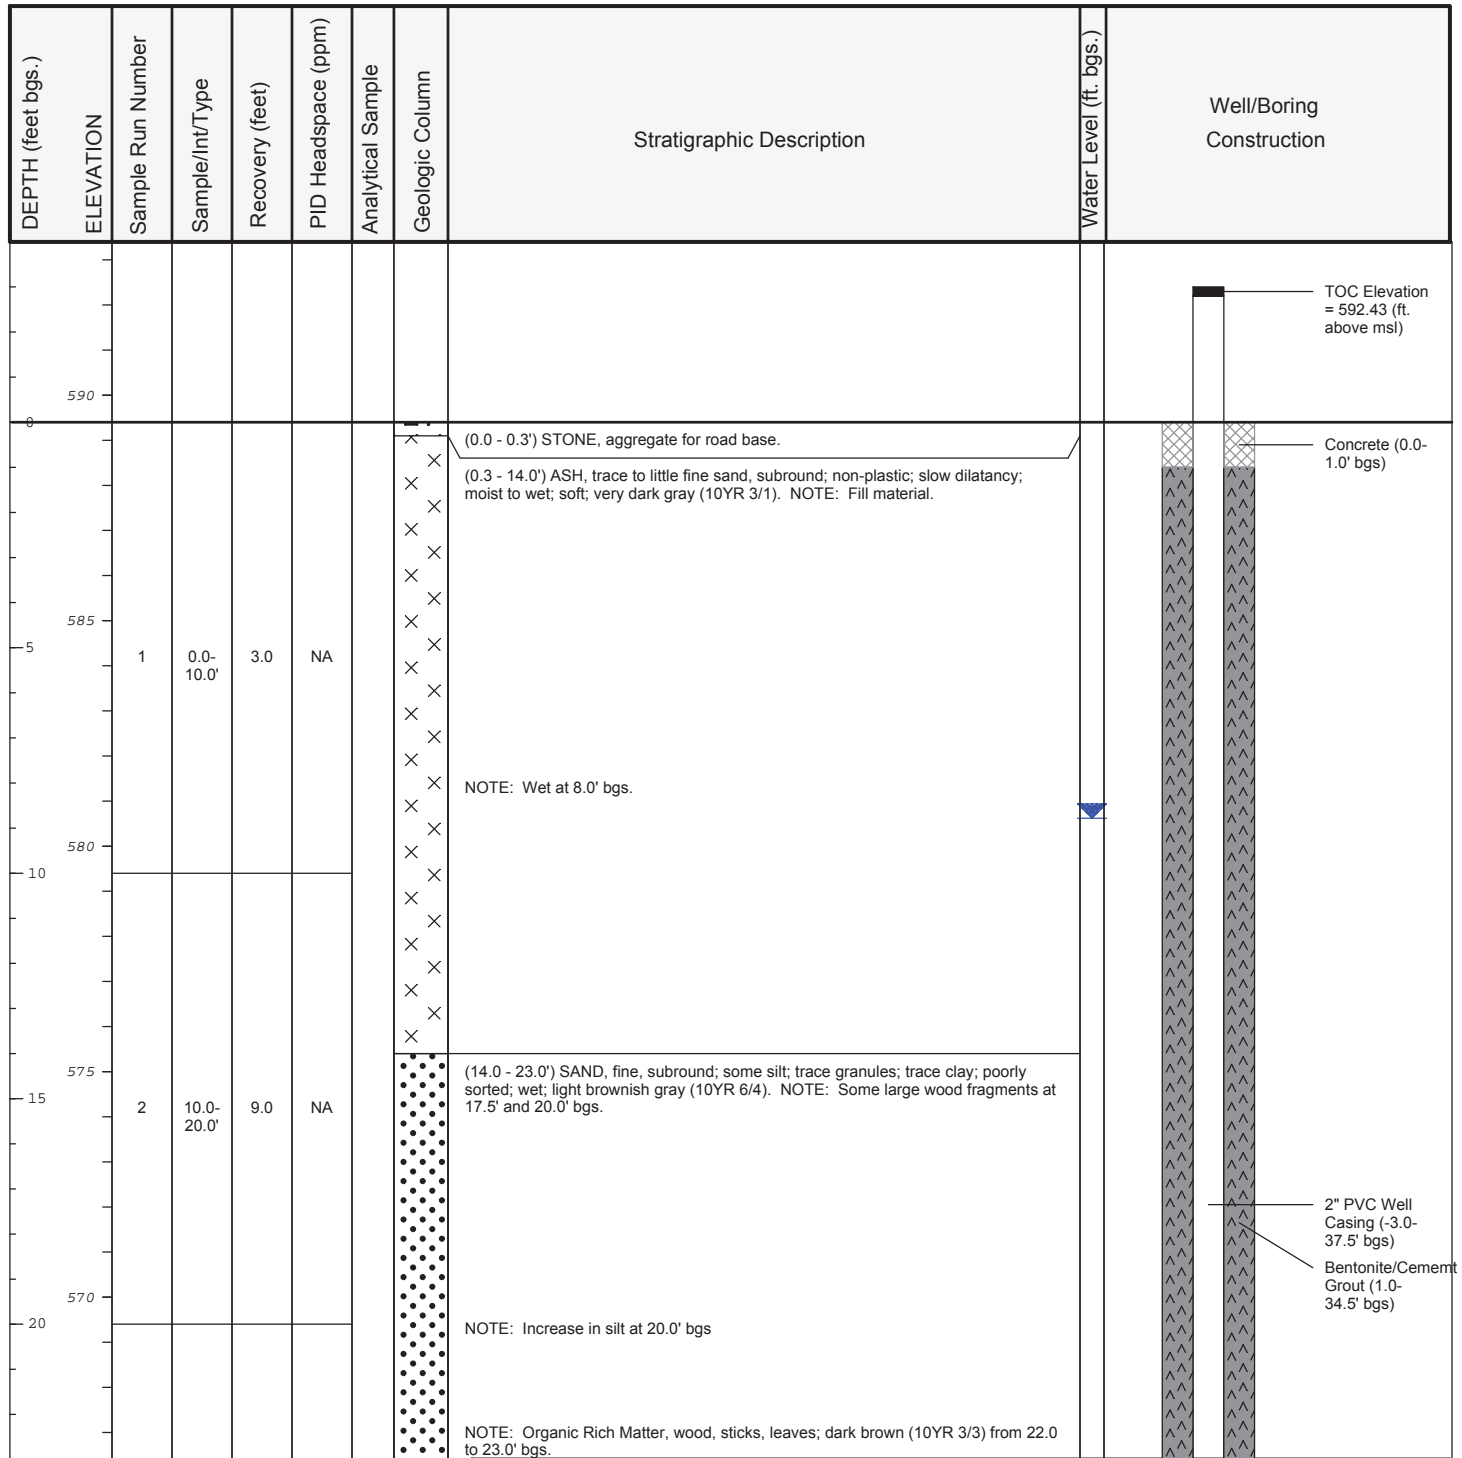 DEPTH (feet bgs.)
ELEVATION
Sample Run Number
Sample/Int/Type
Recovery (feet)
PID Headspace (ppm)
Analytical Sample
Geologic Column
Stratigraphic Description
Water Level (ft. bgs.)
Well/Boring
Construction
TOC Elevation
= 592.43 (ft.
above msl)
590
0
(0.0 - 0.3') STONE, aggregate for road base.
Concrete (0.0-
1.0' bgs)
(0.3 - 14.0') ASH, trace to little fine sand, subround; non-plastic; slow dilatancy;
moist to wet; soft; very dark gray (10YR 3/1).  NOTE:  Fill material.
585
5
1
0.0-
10.0'
3.0
NA
NOTE:  Wet at 8.0' bgs.
580
10
575
(14.0 - 23.0') SAND, fine, subround; some silt; trace granules; trace clay; poorly
sorted; wet; light brownish gray (10YR 6/4).  NOTE:  Some large wood fragments at
17.5' and 20.0' bgs.
15
2
10.0-
20.0'
9.0
NA
2" PVC Well
Casing (-3.0-
37.5' bgs)
Bentonite/Cememt
Grout (1.0-
34.5' bgs)
570
20
NOTE:  Increase in silt at 20.0' bgs
NOTE:  Organic Rich Matter, wood, sticks, leaves; dark brown (10YR 3/3) from 22.0
to 23.0' bgs.